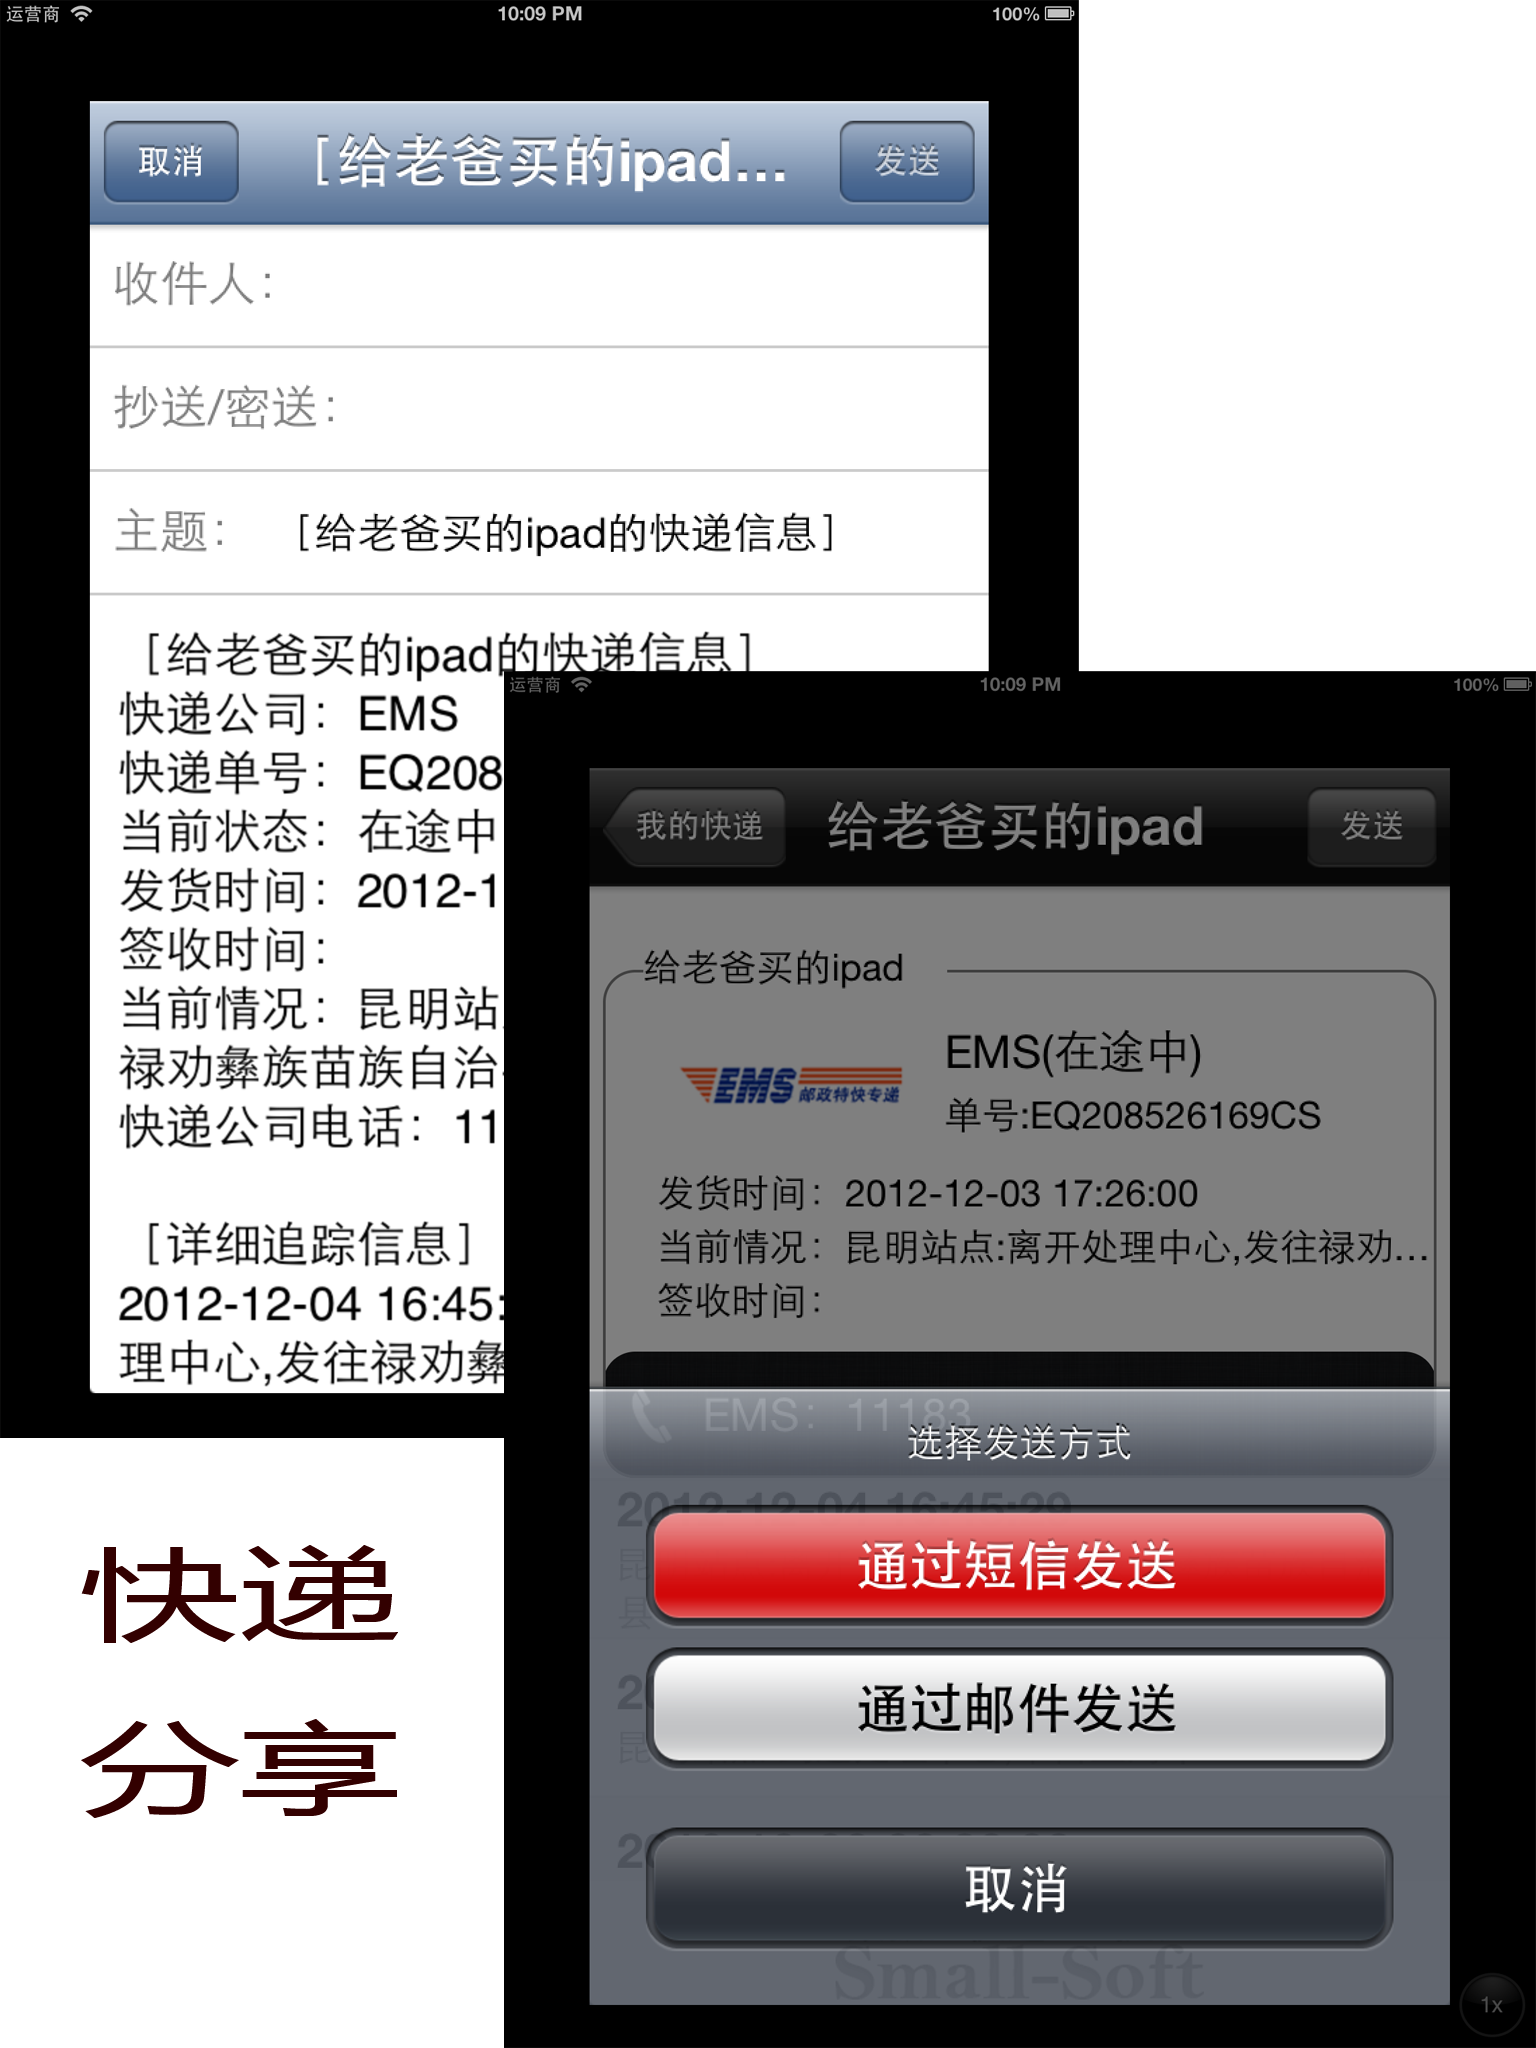 运营商 10:09 PM 100%
取消 [给老爸买的ipad... 发送
收件人：
抄送/密送：
主题： [给老爸买的ipad的快递信息]
[给老爸买的ipad的快递信息]
快递公司：EMS
快递单号：EQ208
当前状态：在途中
发货时间：2012-1
签收时间：
当前情况：昆明站
禄劝彝族苗族自治
快递公司电话：11
[详细追踪信息]
2012-12-04 16:45:
理中心,发往禄劝彝
运营商 10:09 PM 100%
我的快递 给老爸买的ipad 发送
给老爸买的ipad
EMS 邮政特快专递
EMS(在途中)
单号:EQ208526169CS
发货时间：2012-12-03 17:26:00
当前情况：昆明站点:离开处理中心,发往禄劝...
签收时间：
EMS：11183
选择发送方式
2012-12-04 16:45:29
昆
县
通过短信发送
2
昆
通过邮件发送
2
取消
Small-Soft
1x
快递
分享